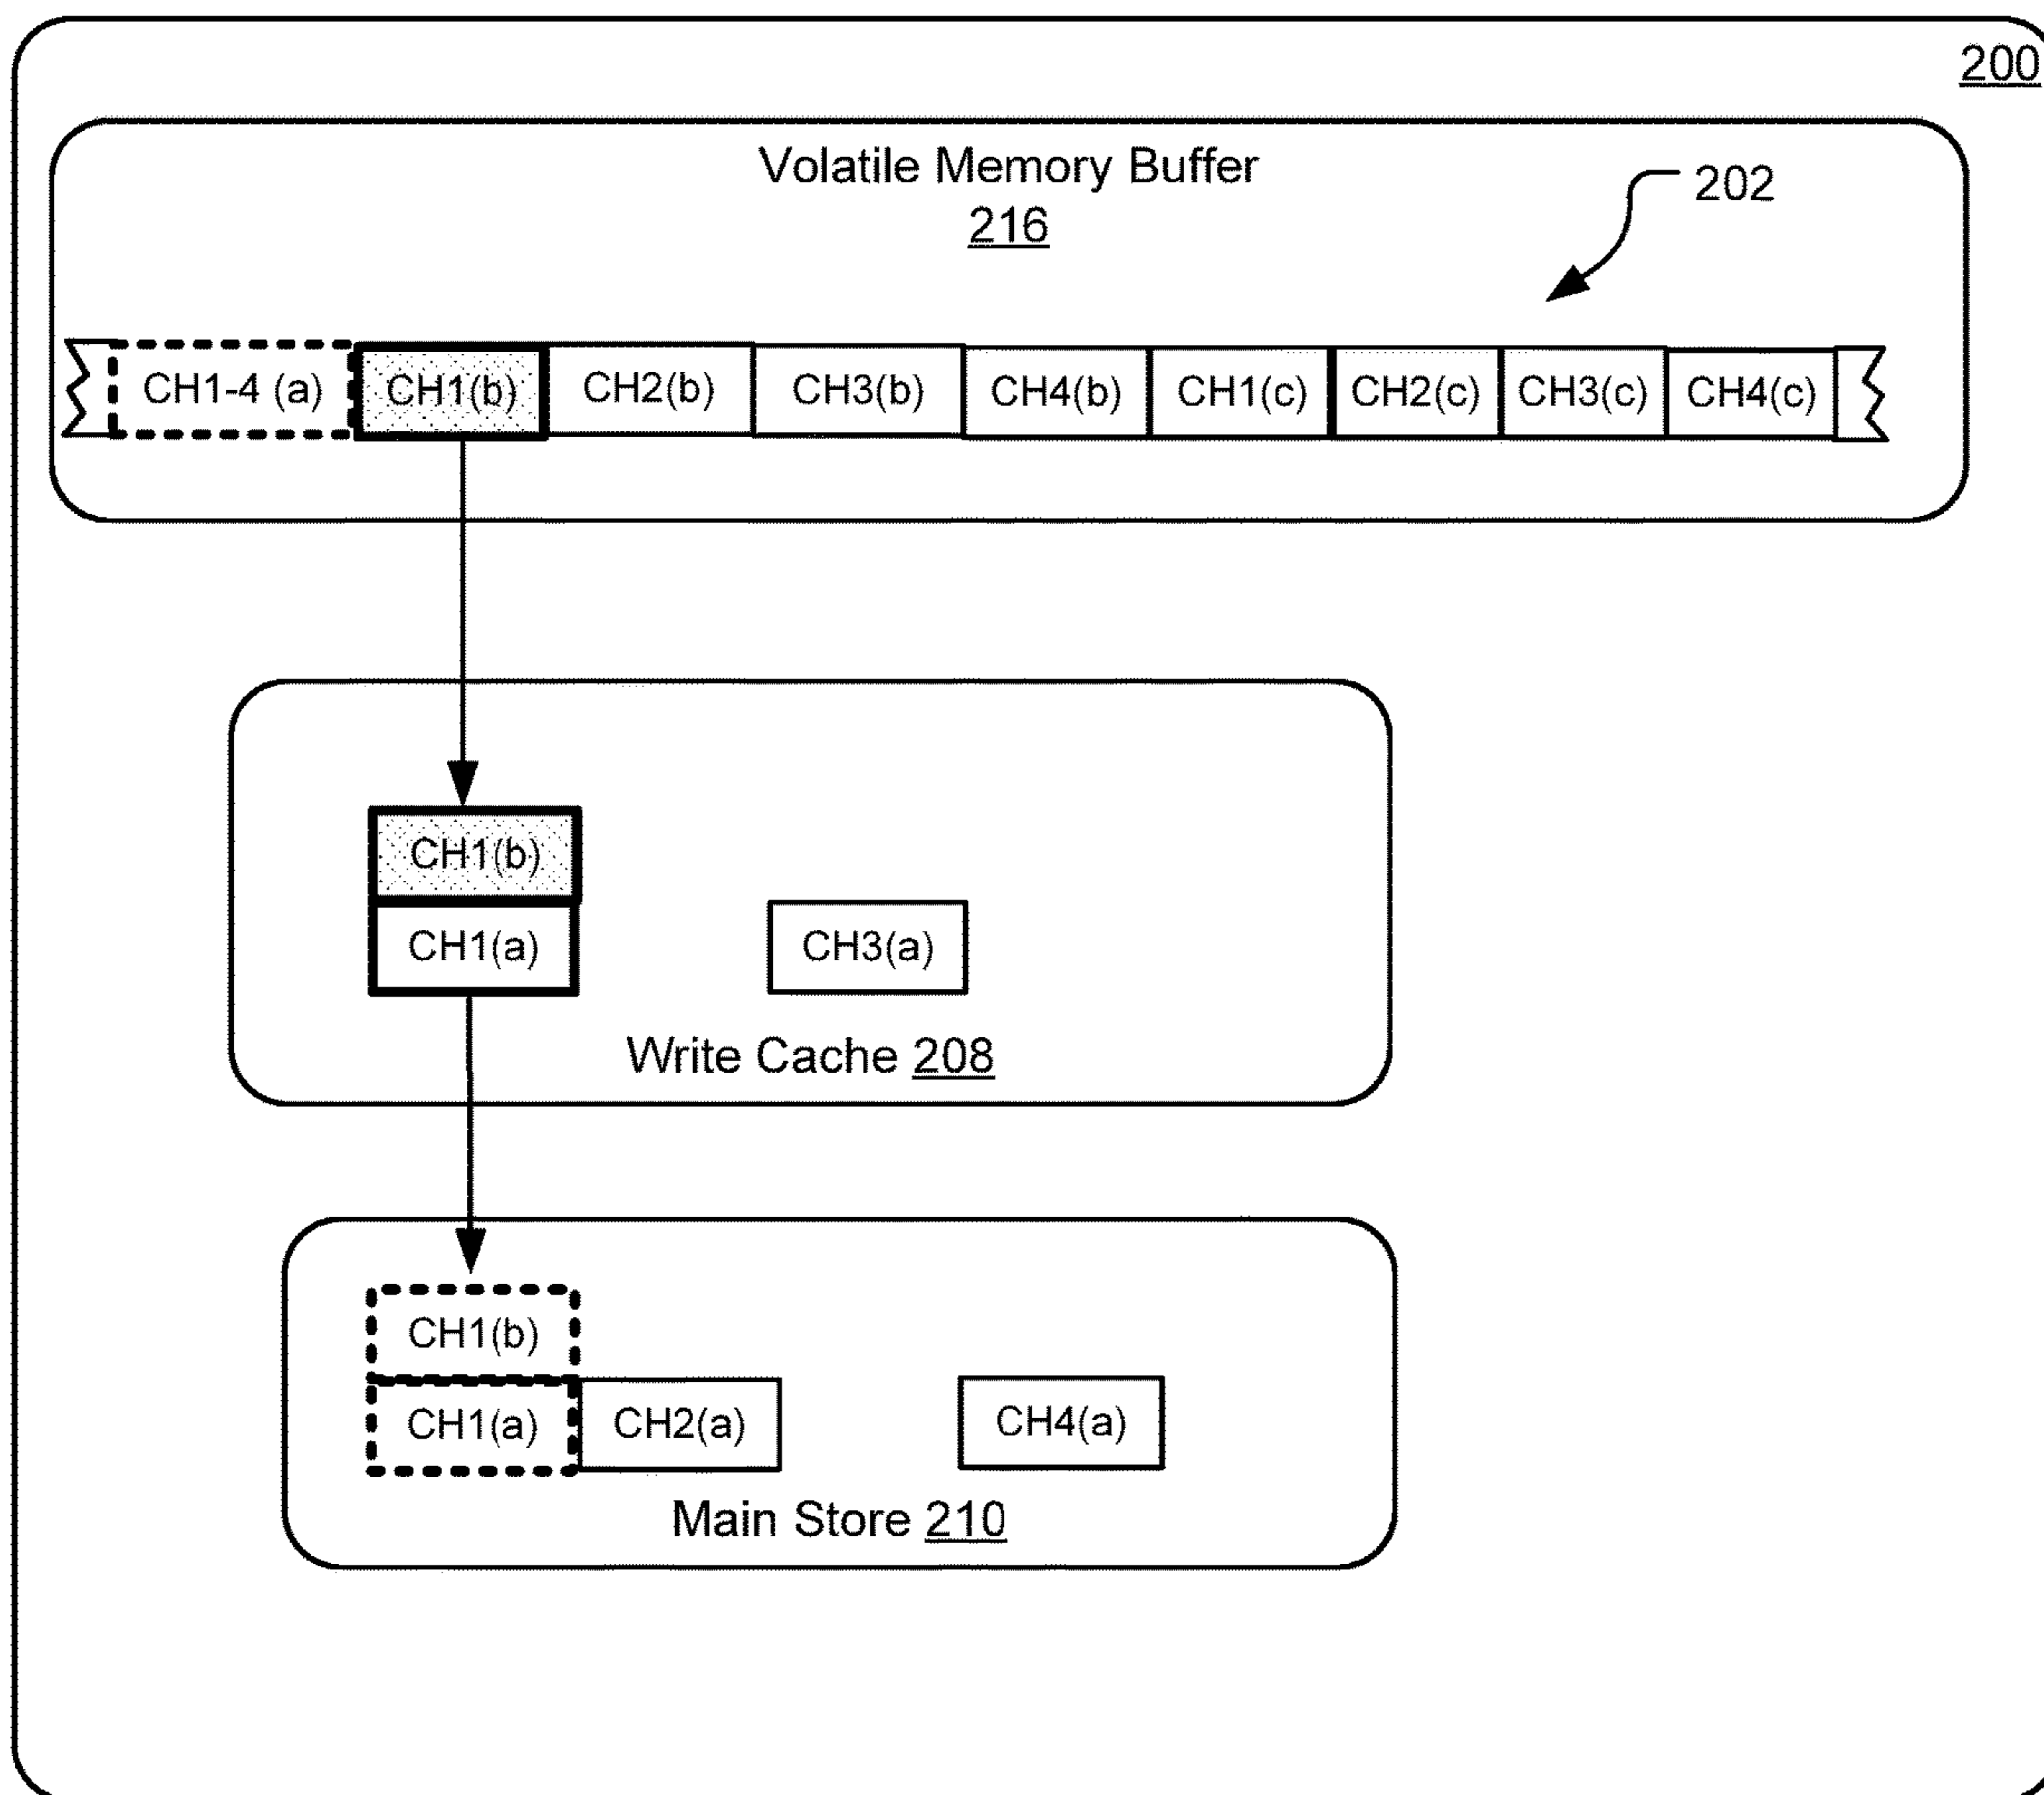 200
Volatile Memory Buffer
216
202
CH1-4 (a) CH1(b) CH2(b) CH3(b) CH4(b) CH1(c) CH2(c) CH3(c) CH4(c)
CH1(b)
CH1(a) CH3(a)
Write Cache 208
CH1(b)
CH1(a) CH2(a) CH4(a)
Main Store 210